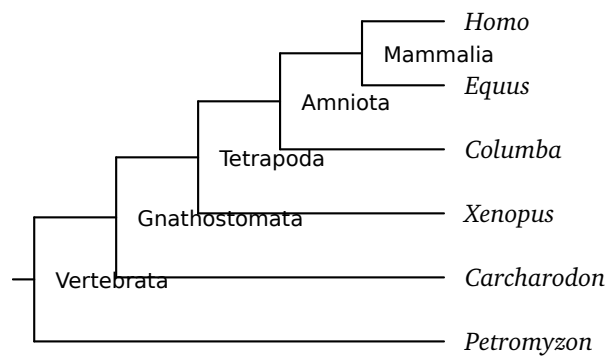 Homo
Mammalia
Equus
Amniota
Columba
Tetrapoda
Xenopus
Gnathostomata
Carcharodon
Vertebrata
Petromyzon